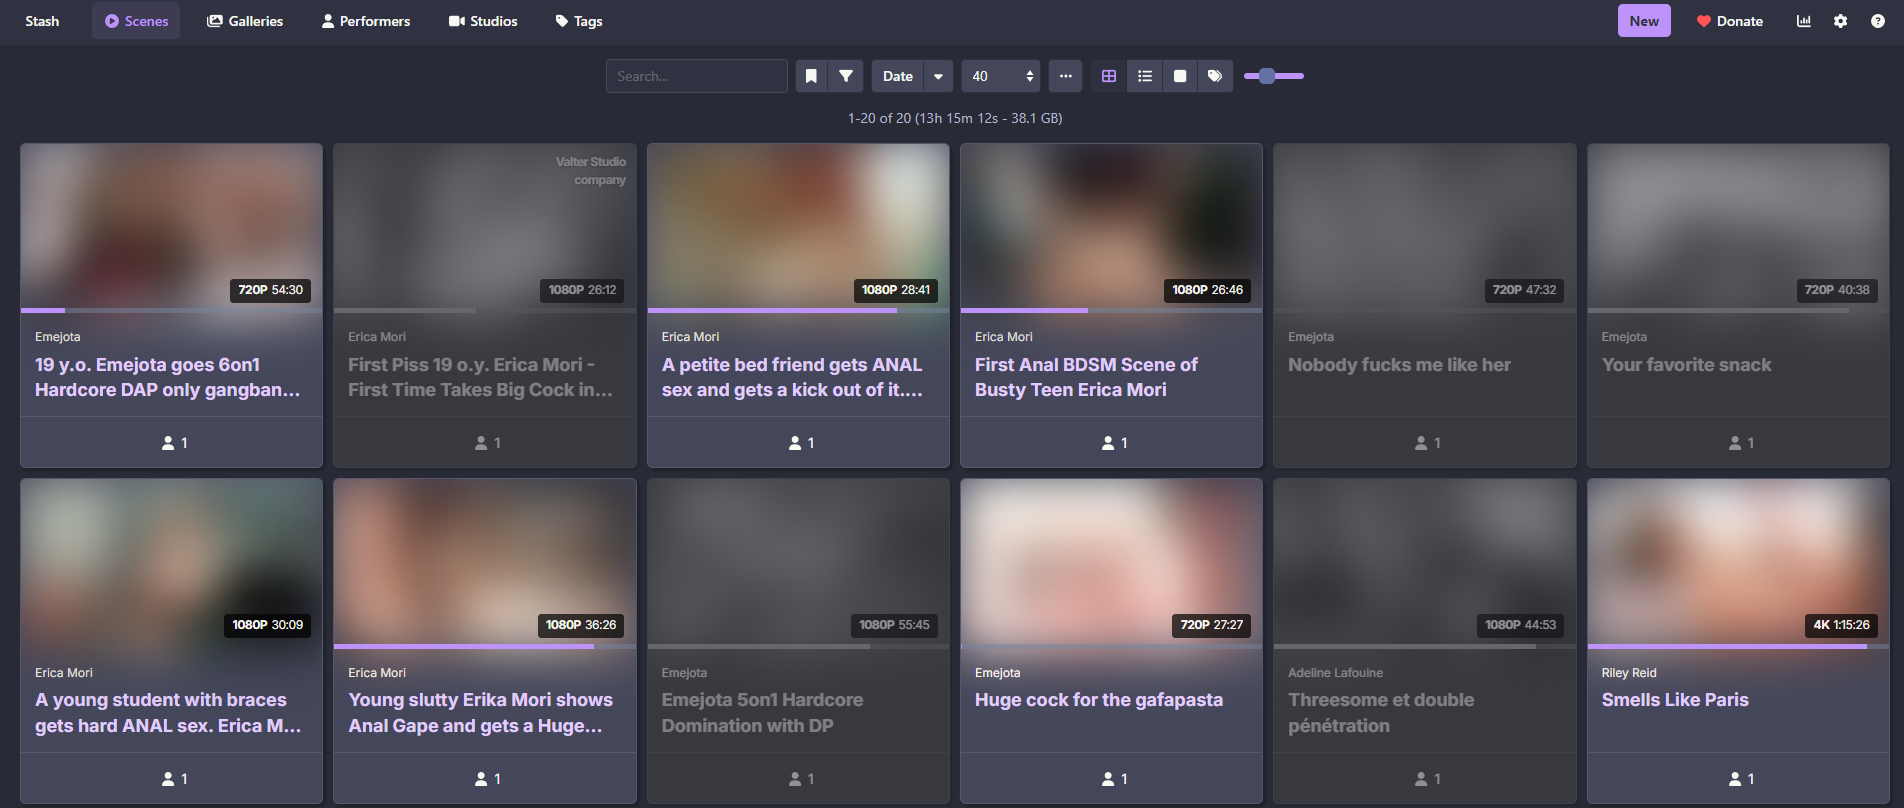 Stash
Scenes
Galleries
Performers
Studios
Tags
New
Donate
Search...
Date
40
1-20 of 20 (13h 15m 12s - 38.1 GB)
720P 54:30
Emejota
19 y.o. Emejota goes 6on1
Hardcore DAP only gangban...
1
Valter Studio
company
1080P 26:12
Erica Mori
First Piss 19 o.y. Erica Mori -
First Time Takes Big Cock in...
1
1080P 28:41
Erica Mori
A petite bed friend gets ANAL
sex and gets a kick out of it....
1
1080P 26:46
Erica Mori
First Anal BDSM Scene of
Busty Teen Erica Mori
1
720P 47:32
Emejota
Nobody fucks me like her
1
720P 40:38
Emejota
Your favorite snack
1
1080P 30:09
Erica Mori
A young student with braces
gets hard ANAL sex. Erica M...
1
1080P 36:26
Erica Mori
Young slutty Erika Mori shows
Anal Gape and gets a Huge...
1
1080P 55:45
Emejota
Emejota 5on1 Hardcore
Domination with DP
1
720P 27:27
Emejota
Huge cock for the gafapasta
1
1080P 44:53
Adeline Lafouine
Threesome et double
pénétration
1
4K 1:15:26
Riley Reid
Smells Like Paris
1